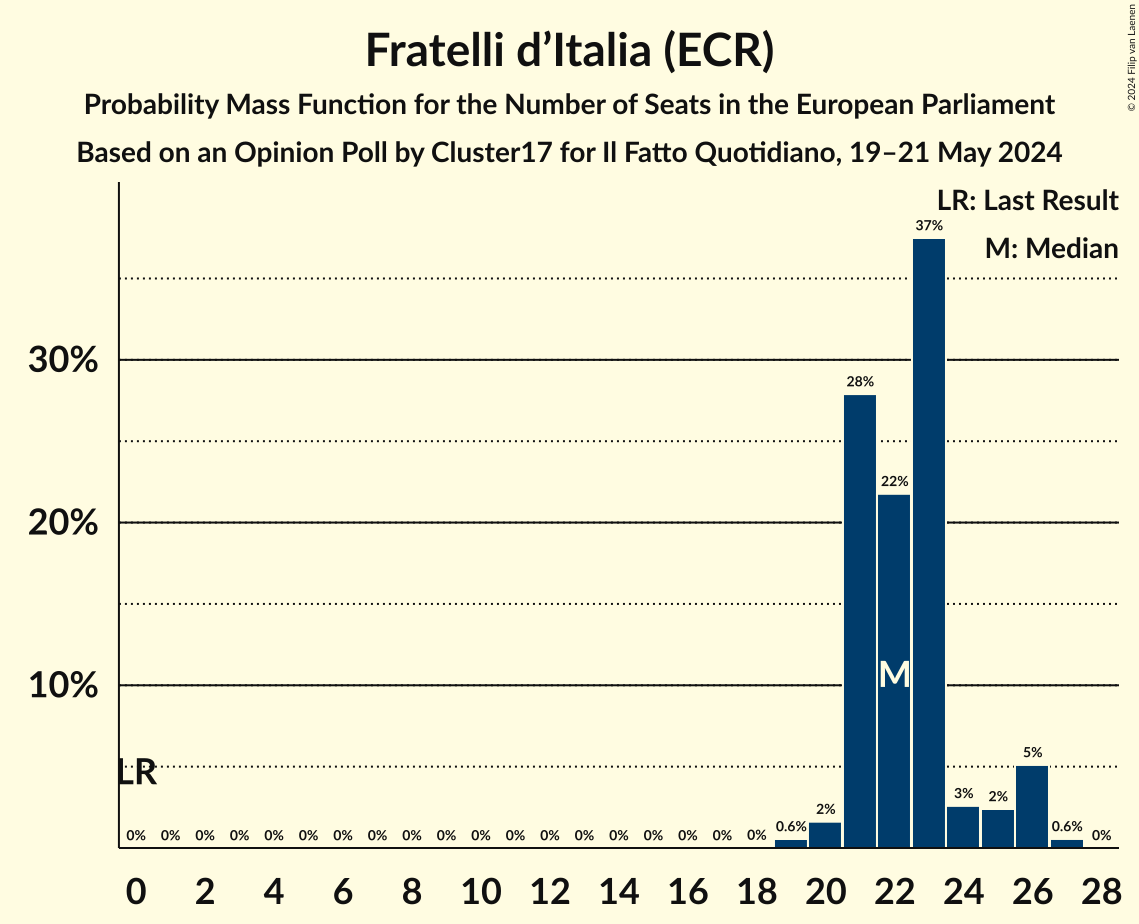 Fratelli d’Italia (ECR)
Probability Mass Function for the Number of Seats in the European Parliament
Based on an Opinion Poll by Cluster17 for Il Fatto Quotidiano, 19–21 May 2024
© 2024 Filip van Laenen
LR: Last Result
M: Median
37%
30%
28%
22%
20%
M
10%
LR
5%
3%
2%
2%
0.6%
0.6%
0% 0% 0% 0% 0% 0% 0% 0% 0% 0% 0% 0% 0% 0% 0% 0% 0% 0% 0% 0%
0 2 4 6 8 10 12 14 16 18 20 22 24 26 28